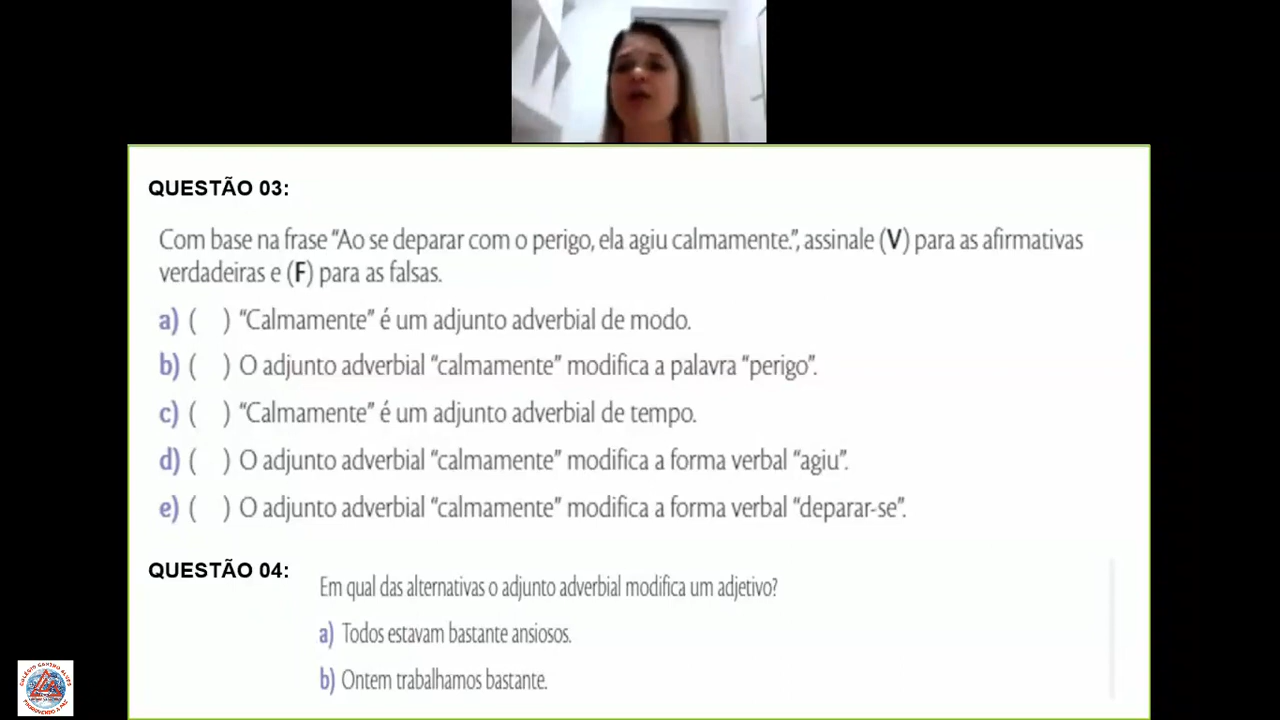 QUESTÃO 03:
Com base na frase “Ao se deparar com o perigo, ela agiu calmamente.”, assinale (V) para as afirmativas
verdadeiras e (F) para as falsas.
a) ( ) “Calmamente” é um adjunto adverbial de modo.
b) ( ) O adjunto adverbial “calmamente” modifica a palavra “perigo”.
c) ( ) “Calmamente” é um adjunto adverbial de tempo.
d) ( ) O adjunto adverbial “calmamente” modifica a forma verbal “agiu”.
e) ( ) O adjunto adverbial “calmamente” modifica a forma verbal “deparar-se”.
QUESTÃO 04:
Em qual das alternativas o adjunto adverbial modifica um adjetivo?
a) Todos estavam bastante ansiosos.
b) Ontem trabalhamos bastante.
COLÉGIO CASTRO ALVES